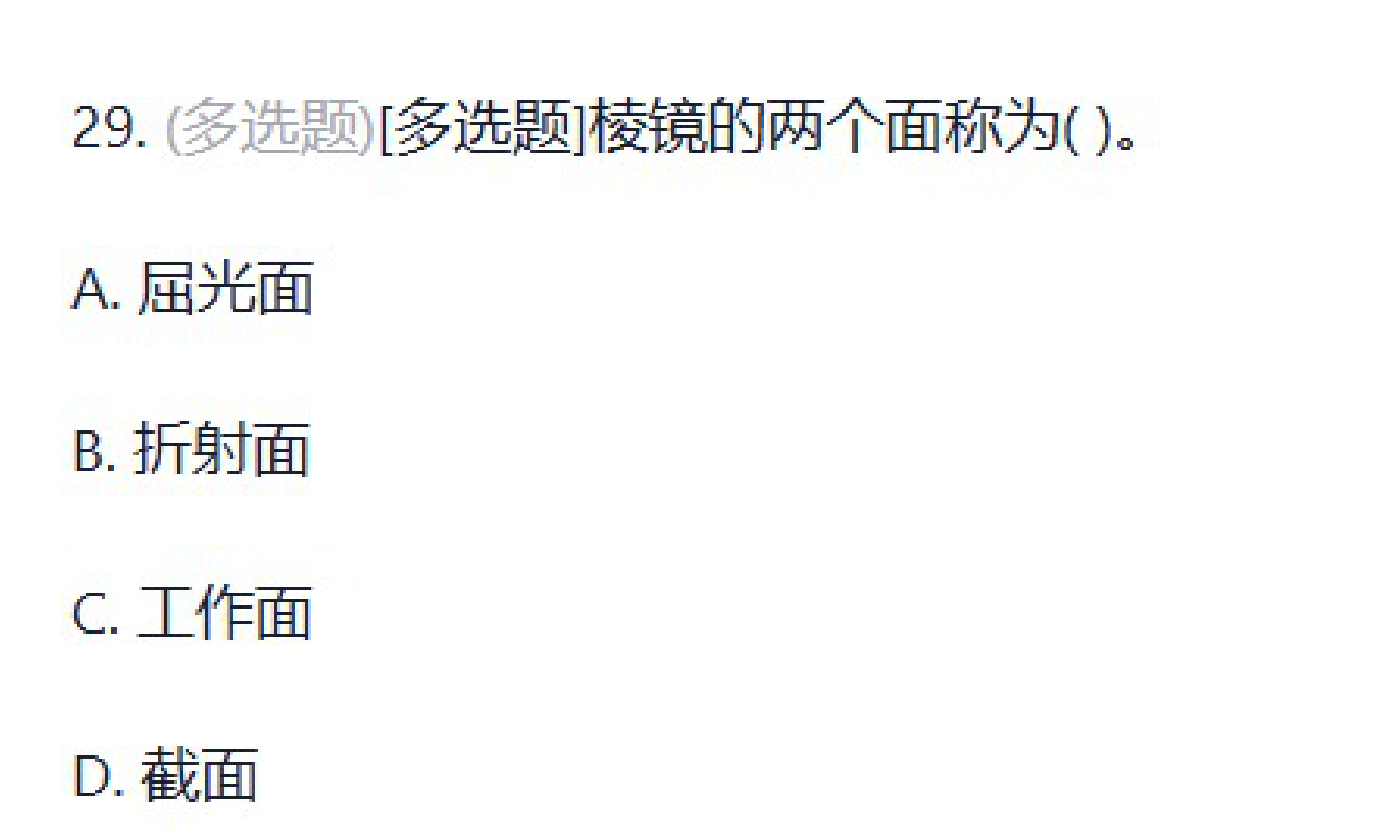 29. (多选题)[多选题]棱镜的两个面称为( )。
A. 屈光面
B. 折射面
C. 工作面
D. 截面